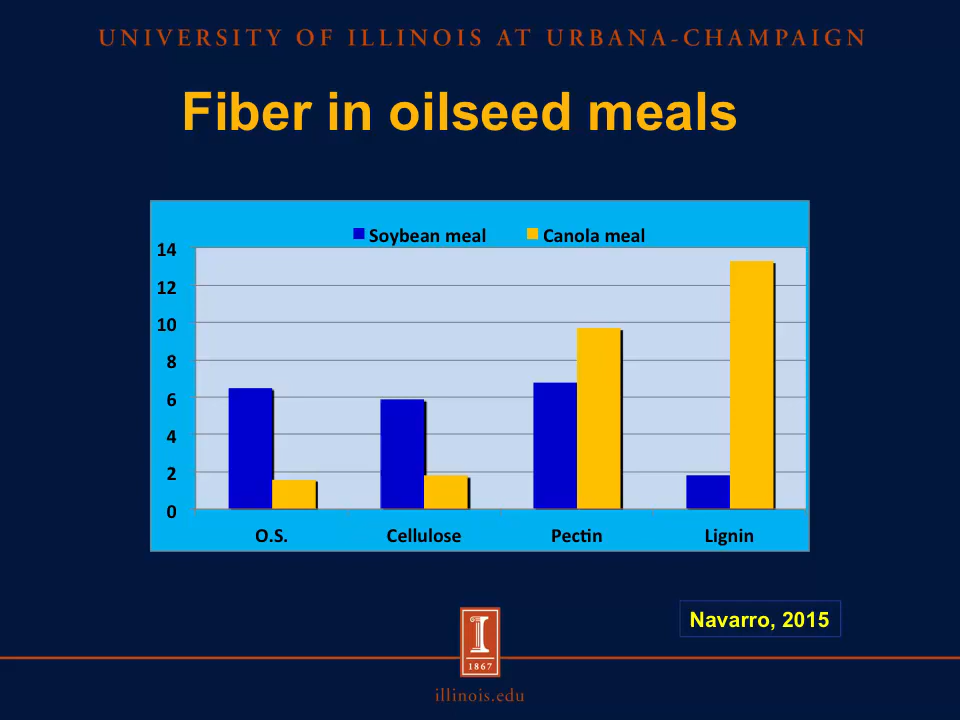 UNIVERSITY OF ILLINOIS AT URBANA-CHAMPAIGN
Fiber in oilseed meals
Soybean meal Canola meal
14
12
10
8
6
4
2
0
O.S. Cellulose Pectin Lignin
Navarro, 2015
I
1867
illinois.edu